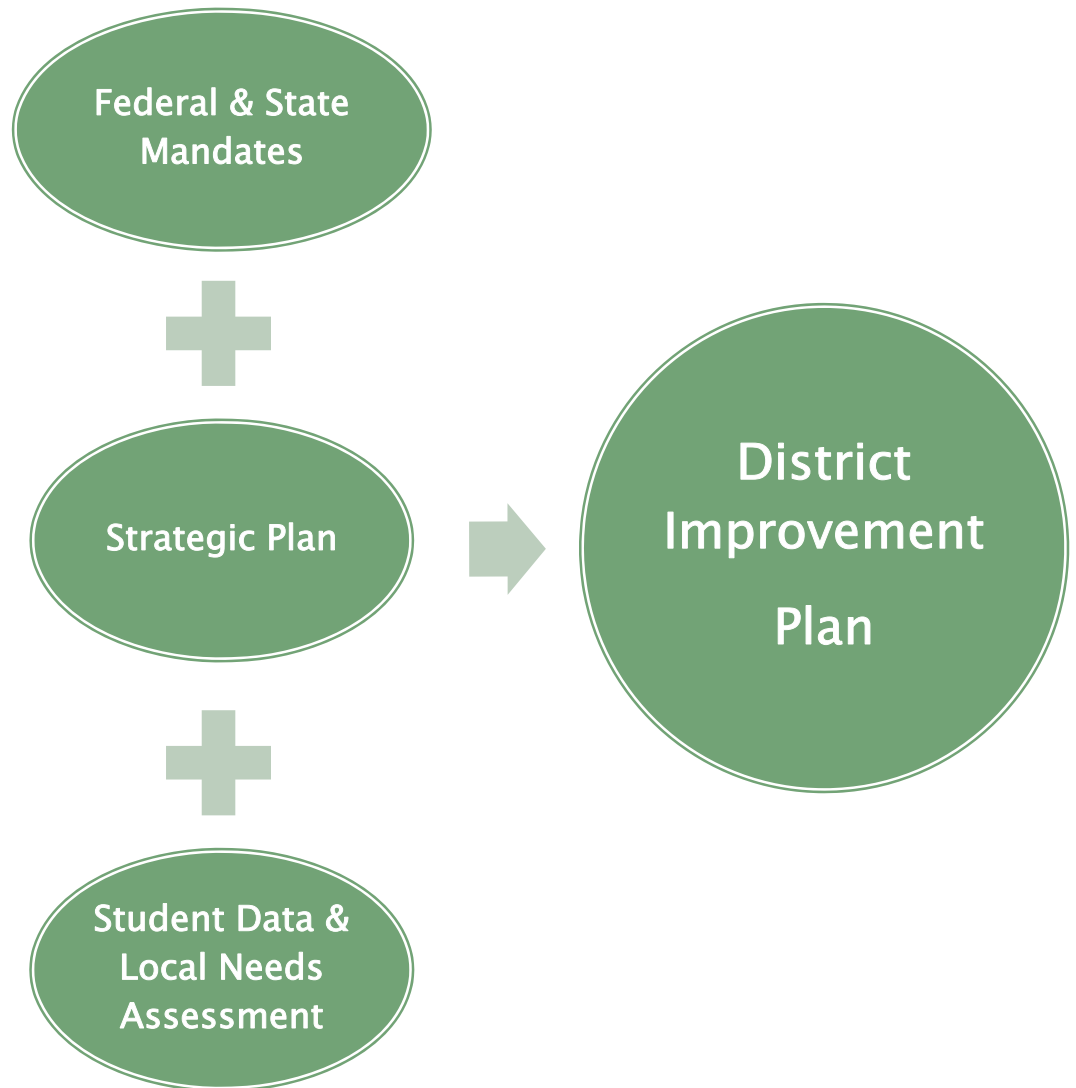 Federal & State
Mandates
Strategic Plan
Student Data &
Local Needs
Assessment
District
Improvement
Plan